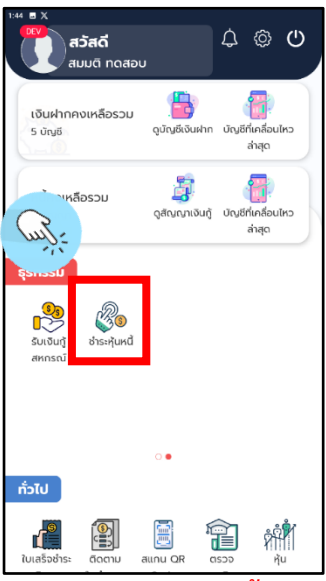 1:44
DEV
สวัสดี
สมมติ ทดสอบ
เงินฝากคงเหลือรวม
5 บัญชี
ดูบัญชีเงินฝาก
บัญชีที่เคลื่อนไหว
ล่าสุด
เหลือรวม
ดูสัญญาเงินกู้
บัญชีที่เคลื่อนไหว
ล่าสุด
ธุรกรรม
รับเงินกู้
สหกรณ์
ชำระหุ้นหนี้
ทั่วไป
ใบเสร็จชำระ
ติดตาม
สแกน QR
ตรวจ
หุ้น